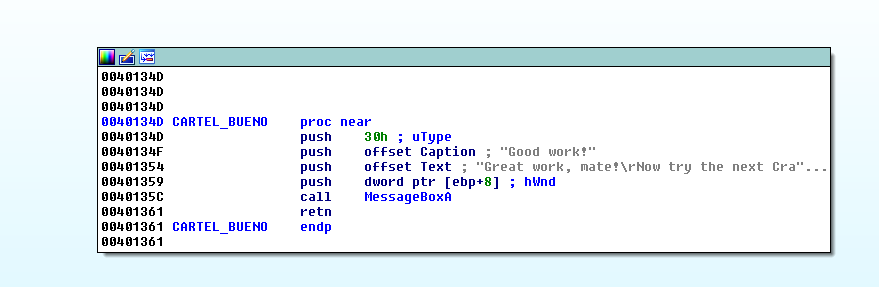 0040134D
0040134D
0040134D
0040134D CARTEL_BUENO proc near
0040134D push 30h ; uType
0040134F push offset Caption ; "Good work!"
00401354 push offset Text ; "Great work, mate!\rNow try the next Cra"...
00401359 push dword ptr [ebp+8] ; hWnd
0040135C call MessageBoxA
00401361 retn
00401361 CARTEL_BUENO endp
00401361